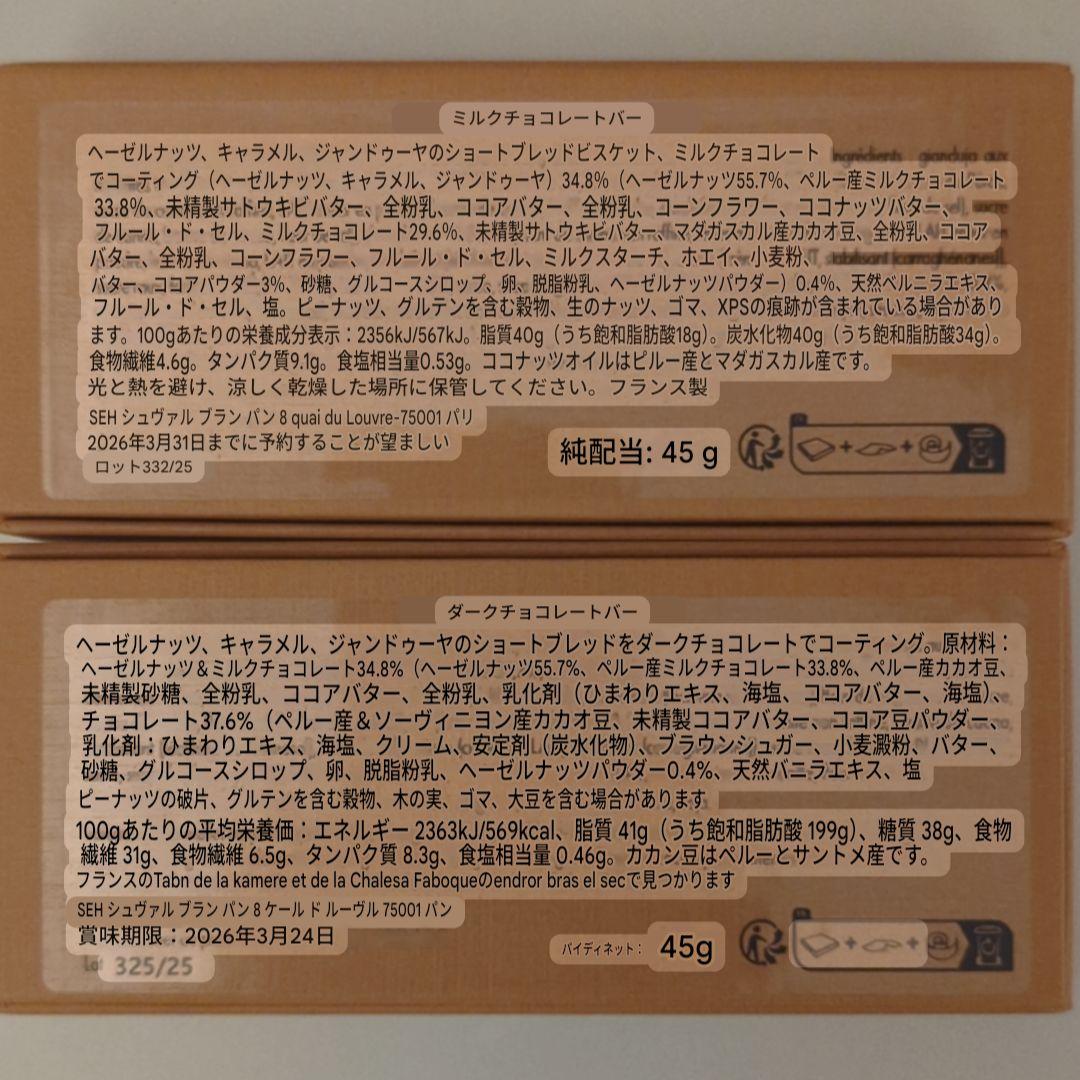 ミルクチョコレートバー
ヘーゼルナッツ、キャラメル、ジャンドゥーヤのショートブレッドビスケット、ミルクチョコレート
でコーティング（ヘーゼルナッツ、キャラメル、ジャンドゥーヤ）34.8%（ヘーゼルナッツ55.7%、ペルー産ミルクチョコレート
33.8%、未精製サトウキビバター、全粉乳、ココアバター、全粉乳、コーンフラワー、ココナッツバター、
フルール・ド・セル、ミルクチョコレート29.6%、未精製サトウキビバター、マダガスカル産カカオ豆、全粉乳、ココア
バター、全粉乳、コーンフラワー、フルール・ド・セル、ミルクスターチ、ホエイ、小麦粉、
バター、ココアパウダー3%、砂糖、グルコースシロップ、卵、脱脂粉乳、ヘーゼルナッツパウダー）0.4%、天然ベルニラエキス、
フルール・ド・セル、塩。ピーナッツ、グルテンを含む穀物、生のナッツ、ゴマ、XPSの痕跡が含まれている場合があり
ます。100gあたりの栄養成分表示：2356kJ/567kJ。脂質40g（うち飽和脂肪酸18g）。炭水化物40g（うち飽和脂肪酸34g）。
食物繊維4.6g。タンパク質9.1g。食塩相当量0.53g。ココナッツオイルはピルー産とマダガスカル産です。
光と熱を避け、涼しく乾燥した場所に保管してください。フランス製
SEH シュヴァル ブラン パン 8 quai du Louvre-75001 パリ
2026年3月31日までに予約することが望ましい
純配当: 45 g
ロット332/25
ダークチョコレートバー
ヘーゼルナッツ、キャラメル、ジャンドゥーヤのショートブレッドをダークチョコレートでコーティング。原材料：
ヘーゼルナッツ＆ミルクチョコレート34.8%（ヘーゼルナッツ55.7%、ペルー産ミルクチョコレート33.8%、ペルー産カカオ豆、
未精製砂糖、全粉乳、ココアバター、全粉乳、乳化剤（ひまわりエキス、海塩、ココアバター、海塩）、
チョコレート37.6%（ペルー産＆ソーヴィニヨン産カカオ豆、未精製ココアバター、ココア豆パウダー、
乳化剤：ひまわりエキス、海塩、クリーム、安定剤（炭水化物）、ブラウンシュガー、小麦澱粉、バター、
砂糖、グルコースシロップ、卵、脱脂粉乳、ヘーゼルナッツパウダー0.4%、天然バニラエキス、塩
ピーナッツの破片、グルテンを含む穀物、木の実、ゴマ、大豆を含む場合があります
100gあたりの平均栄養価：エネルギー 2363kJ/569kcal、脂質 41g（うち飽和脂肪酸 199g）、糖質 38g、食物
繊維 31g、食物繊維 6.5g、タンパク質 8.3g、食塩相当量 0.46g。カカン豆はペルーとサントメ産です。
フランスのTabn de la kamere et de la Chalesa Faboqueのendror bras el secで見つかります
SEH シュヴァル ブラン パン 8 ケール ド ルーヴル 75001 パン
賞味期限：2026年3月24日
バイディネット： 45g
Lot 325/25